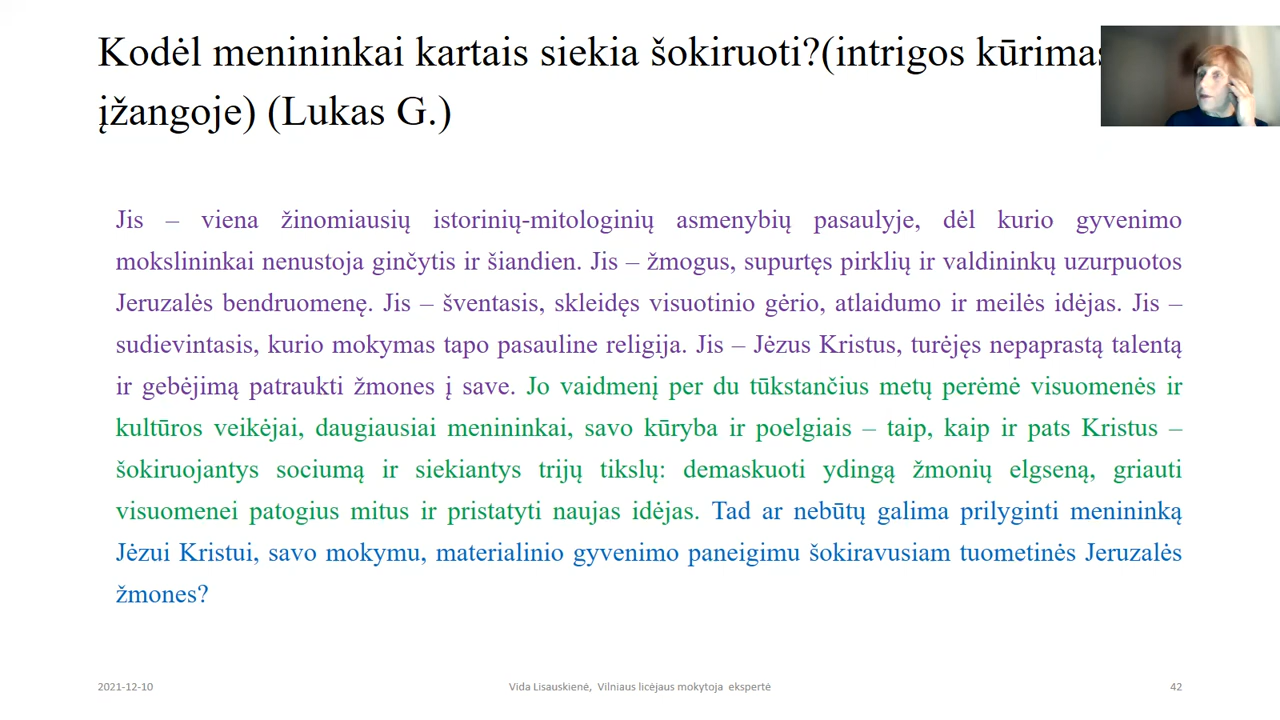 Kodėl menininkai kartais siekia šokiruoti?(intrigos kūrimas
įžangoje) (Lukas G.)
Jis – viena žinomiausių istorinių-mitologinių asmenybių pasaulyje, dėl kurio gyvenimo
mokslininkai nenustoja ginčytis ir šiandien. Jis – žmogus, supurtęs pirklių ir valdininkų uzurpuotos
Jeruzalės bendruomenę. Jis – šventasis, skleidęs visuotinio gėrio, atlaidumo ir meilės idėjas. Jis –
sudievintasis, kurio mokymas tapo pasauline religija. Jis – Jėzus Kristus, turėjęs nepaprastą talentą
ir gebėjimą patraukti žmones į save. Jo vaidmenį per du tūkstančius metų perėmė visuomenės ir
kultūros veikėjai, daugiausiai menininkai, savo kūryba ir poelgiais – taip, kaip ir pats Kristus –
šokiruojantys sociumą ir siekiantys trijų tikslų: demaskuoti ydingą žmonių elgseną, griauti
visuomenei patogius mitus ir pristatyti naujas idėjas. Tad ar nebūtų galima prilyginti menininką
Jėzui Kristui, savo mokymu, materialinio gyvenimo paneigimu šokiravusiam tuometinės Jeruzalės
žmones?
2021-12-10
Vida Lisauskienė, Vilniaus licėjaus mokytoja ekspertė
42